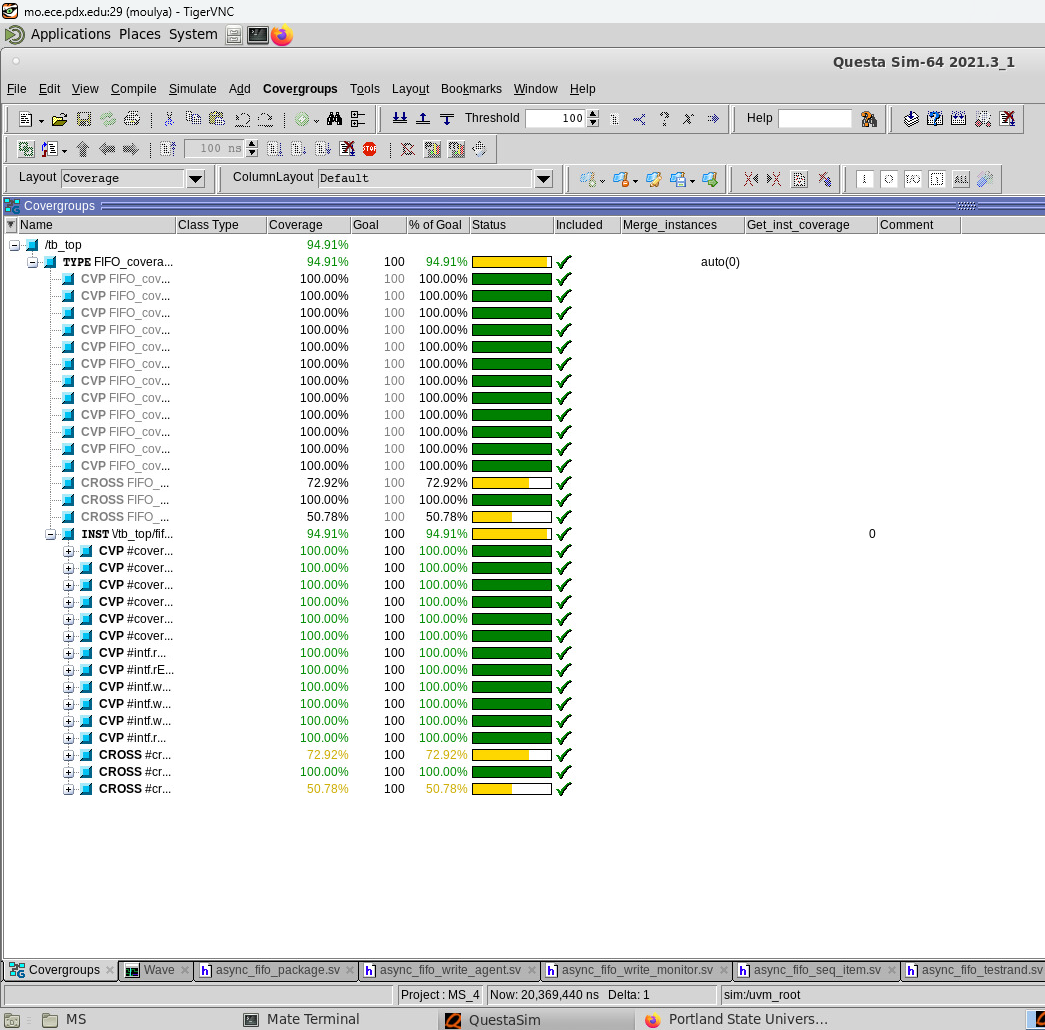 mo.ece.pdx.edu:29 (moulya) - TigerVNC
Applications Places System
Questa Sim-64 2021.3_1
File Edit View Compile Simulate Add Covergroups Tools Layout Bookmarks Window Help
Threshold 100 Help
100 ns STOP
Layout Coverage ColumnLayout Default
Covergroups
Name Class Type Coverage Goal % of Goal Status Included Merge_instances Get_inst_coverage Comment
/tb_top 94.91%
TYPE FIFO_covera... 94.91% 100 94.91% auto(0)
CVP FIFO_cov... 100.00% 100 100.00%
CVP FIFO_cov... 100.00% 100 100.00%
CVP FIFO_cov... 100.00% 100 100.00%
CVP FIFO_cov... 100.00% 100 100.00%
CVP FIFO_cov... 100.00% 100 100.00%
CVP FIFO_cov... 100.00% 100 100.00%
CVP FIFO_cov... 100.00% 100 100.00%
CVP FIFO_cov... 100.00% 100 100.00%
CVP FIFO_cov... 100.00% 100 100.00%
CVP FIFO_cov... 100.00% 100 100.00%
CVP FIFO_cov... 100.00% 100 100.00%
CVP FIFO_cov... 100.00% 100 100.00%
CROSS FIFO_... 72.92% 100 72.92%
CROSS FIFO_... 100.00% 100 100.00%
CROSS FIFO_... 50.78% 100 50.78%
INST \/tb_top/fif... 94.91% 100 94.91% 0
CVP #cover... 100.00% 100 100.00%
CVP #cover... 100.00% 100 100.00%
CVP #cover... 100.00% 100 100.00%
CVP #cover... 100.00% 100 100.00%
CVP #cover... 100.00% 100 100.00%
CVP #cover... 100.00% 100 100.00%
CVP #intf.r... 100.00% 100 100.00%
CVP #intf.rE... 100.00% 100 100.00%
CVP #intf.w... 100.00% 100 100.00%
CVP #intf.w... 100.00% 100 100.00%
CVP #intf.w... 100.00% 100 100.00%
CVP #intf.r... 100.00% 100 100.00%
CROSS #cr... 72.92% 100 72.92%
CROSS #cr... 100.00% 100 100.00%
CROSS #cr... 50.78% 100 50.78%
Covergroups Wave async_fifo_package.sv async_fifo_write_agent.sv async_fifo_write_monitor.sv async_fifo_seq_item.sv async_fifo_testrand.sv
Project : MS_4 Now: 20,369,440 ns Delta: 1 sim:/uvm_root
MS Mate Terminal QuestaSim Portland State Univers...